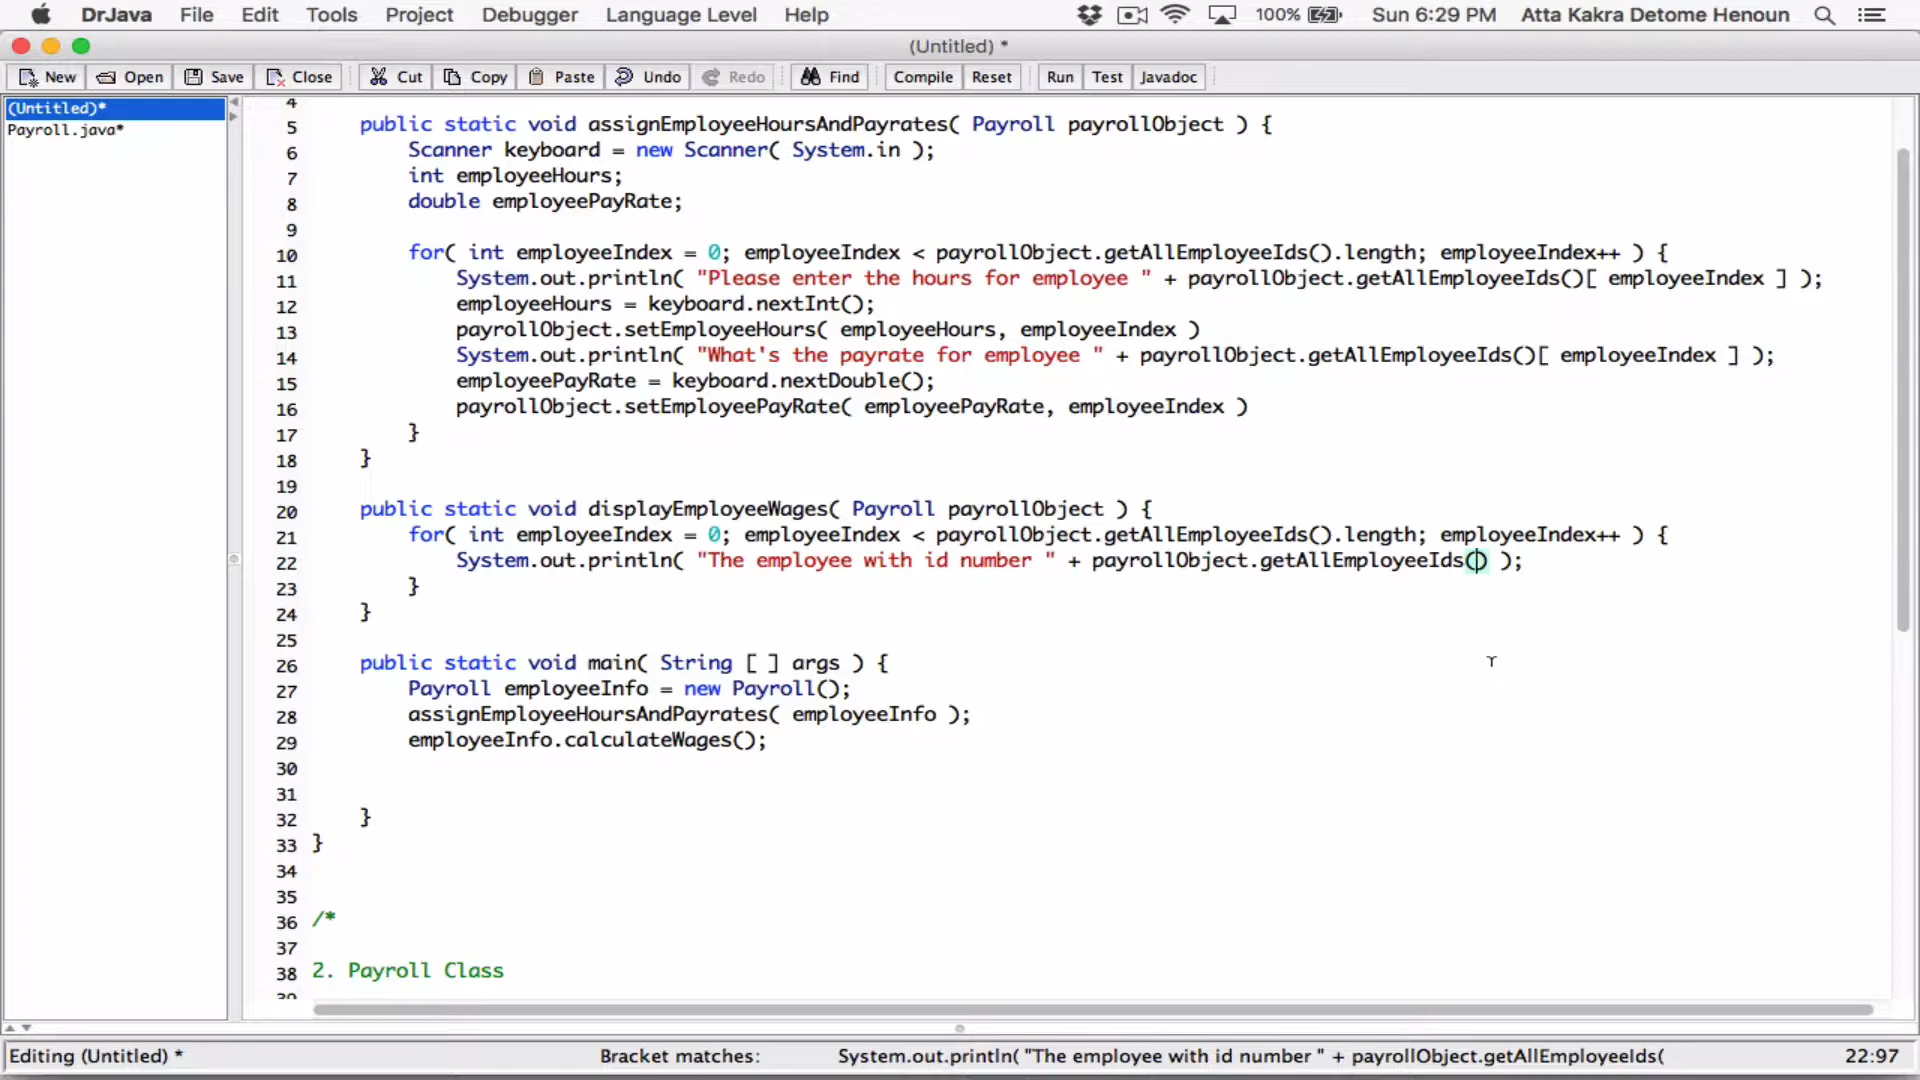 DrJava File Edit Tools Project Debugger Language Level Help 100% Sun 6:29 PM Atta Kakra Detome Henoun
(Untitled) *
New Open Save Close Cut Copy Paste Undo Redo Find Compile Reset Run Test Javadoc
(Untitled)*
Payroll.java*
4
5 public static void assignEmployeeHoursAndPayrates( Payroll payrollObject ) {
6 Scanner keyboard = new Scanner( System.in );
7 int employeeHours;
8 double employeePayRate;
9
10 for( int employeeIndex = 0; employeeIndex < payrollObject.getAllEmployeeIds().length; employeeIndex++ ) {
11 System.out.println( "Please enter the hours for employee " + payrollObject.getAllEmployeeIds()[ employeeIndex ] );
12 employeeHours = keyboard.nextInt();
13 payrollObject.setEmployeeHours( employeeHours, employeeIndex )
14 System.out.println( "What's the payrate for employee " + payrollObject.getAllEmployeeIds()[ employeeIndex ] );
15 employeePayRate = keyboard.nextDouble();
16 payrollObject.setEmployeePayRate( employeePayRate, employeeIndex )
17 }
18 }
19
20 public static void displayEmployeeWages( Payroll payrollObject ) {
21 for( int employeeIndex = 0; employeeIndex < payrollObject.getAllEmployeeIds().length; employeeIndex++ ) {
22 System.out.println( "The employee with id number " + payrollObject.getAllEmployeeIds() );
23 }
24 }
25
26 public static void main( String [ ] args ) {
27 Payroll employeeInfo = new Payroll();
28 assignEmployeeHoursAndPayrates( employeeInfo );
29 employeeInfo.calculateWages();
30
31
32 }
33 }
34
35
36 /*
37
38 2. Payroll Class
39
Editing (Untitled) * Bracket matches: System.out.println( "The employee with id number " + payrollObject.getAllEmployeeIds( 22:97